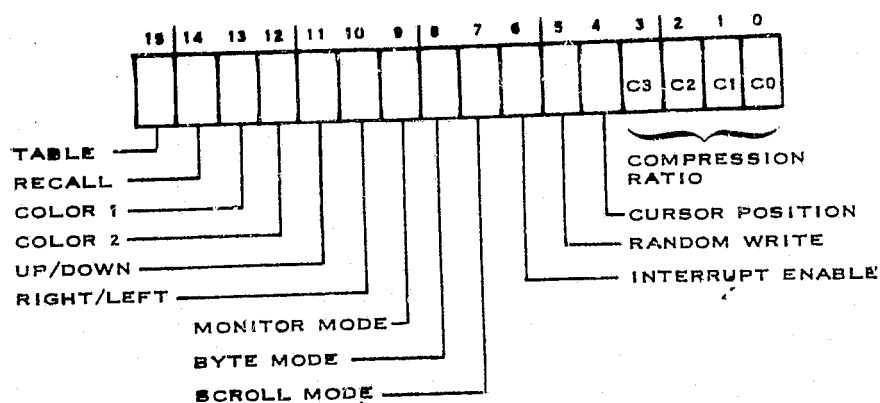 15 14 13 12 11 10 9 8 7 6 5 4 3 2 1 0
C3 C2 C1 C0
TABLE
RECALL
COLOR 1
COLOR 2
UP/DOWN
RIGHT/LEFT
MONITOR MODE
BYTE MODE
SCROLL MODE
COMPRESSION
RATIO
CURSOR POSITION
RANDOM WRITE
INTERRUPT ENABLE